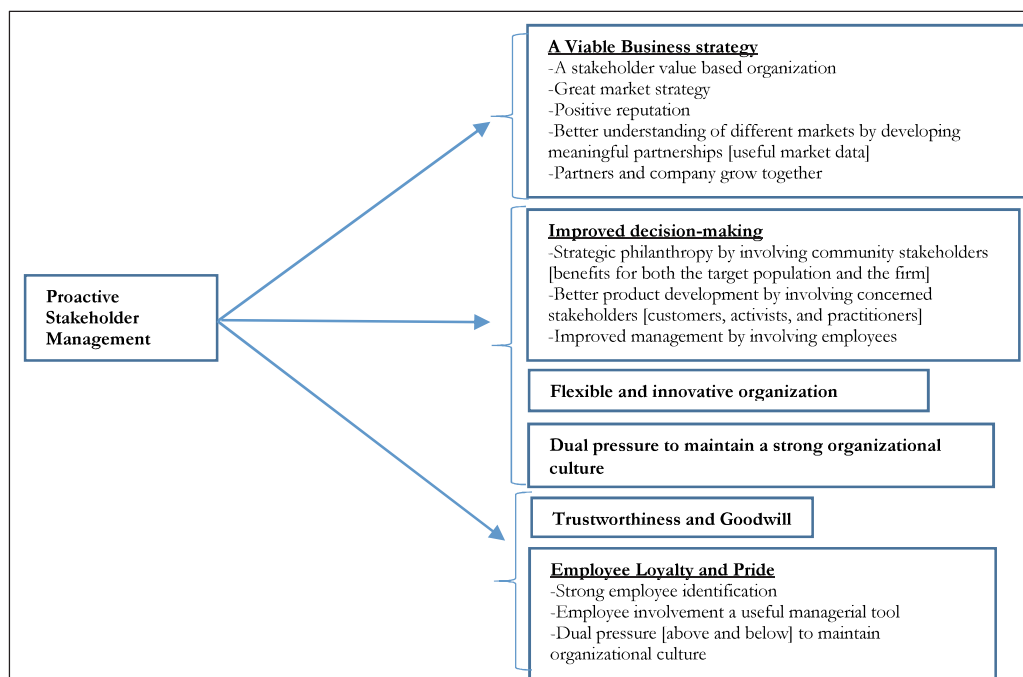 Proactive
Stakeholder
Management
A Viable Business strategy
-A stakeholder value based organization
-Great market strategy
-Positive reputation
-Better understanding of different markets by developing
meaningful partnerships [useful market data]
-Partners and company grow together
Improved decision-making
-Strategic philanthropy by involving community stakeholders
[benefits for both the target population and the firm]
-Better product development by involving concerned
stakeholders [customers, activists, and practitioners]
-Improved management by involving employees
Flexible and innovative organization
Dual pressure to maintain a strong organizational
culture
Trustworthiness and Goodwill
Employee Loyalty and Pride
-Strong employee identification
-Employee involvement a useful managerial tool
-Dual pressure [above and below] to maintain
organizational culture